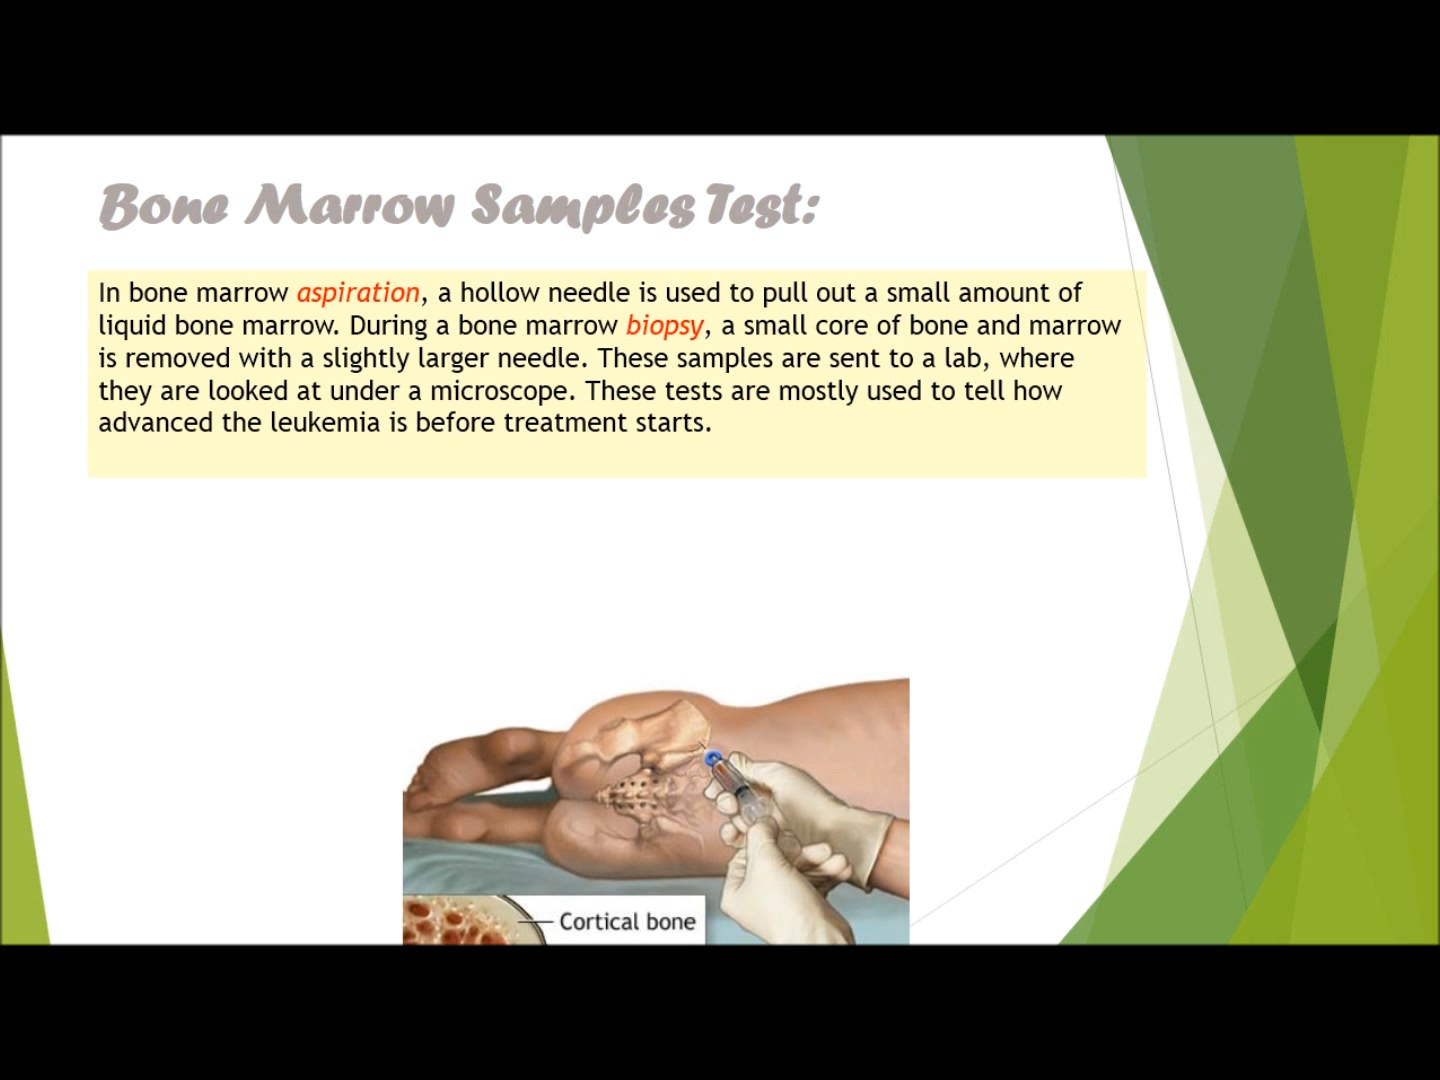 Bone Marrow Samples Test:
In bone marrow aspiration, a hollow needle is used to pull out a small amount of
liquid bone marrow. During a bone marrow biopsy, a small core of bone and marrow
is removed with a slightly larger needle. These samples are sent to a lab, where
they are looked at under a microscope. These tests are mostly used to tell how
advanced the leukemia is before treatment starts.
Cortical bone